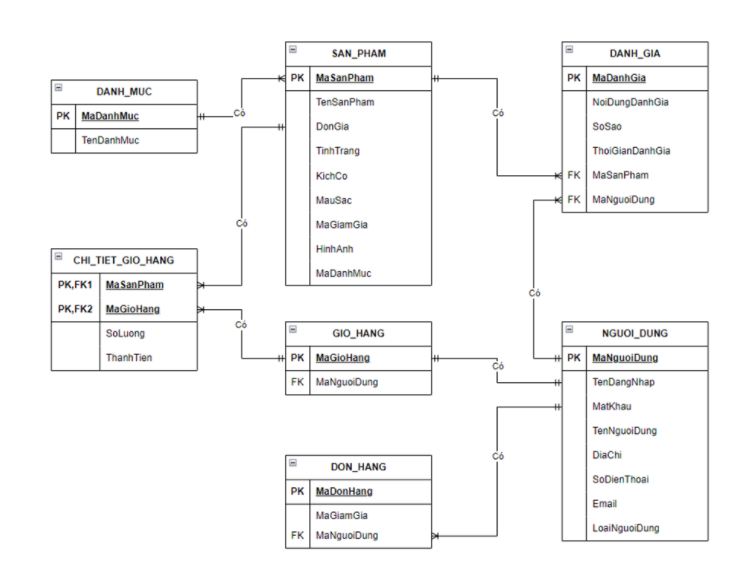 SAN_PHAM
PK MaSanPham
TenSanPham
DonGia
TinhTrang
KichCo
MauSac
MaGiamGia
HinhAnh
MaDanhMuc
DANH_GIA
PK MaDanhGia
NoiDungDanhGia
SoSao
ThoiGianDanhGia
FK MaSanPham
FK MaNguoiDung
DANH_MUC
PK MaDanhMuc
TenDanhMuc
Có
Có
Có
CHI_TIET_GIO_HANG
PK,FK1 MaSanPham
PK,FK2 MaGioHang
SoLuong
ThanhTien
Có
Có
GIO_HANG
PK MaGioHang
FK MaNguoiDung
Có
NGUOI_DUNG
PK MaNguoiDung
TenDangNhap
MatKhau
TenNguoiDung
DiaChi
SoDienThoai
Email
LoaiNguoiDung
Có
DON_HANG
PK MaDonHang
MaGiamGia
FK MaNguoiDung